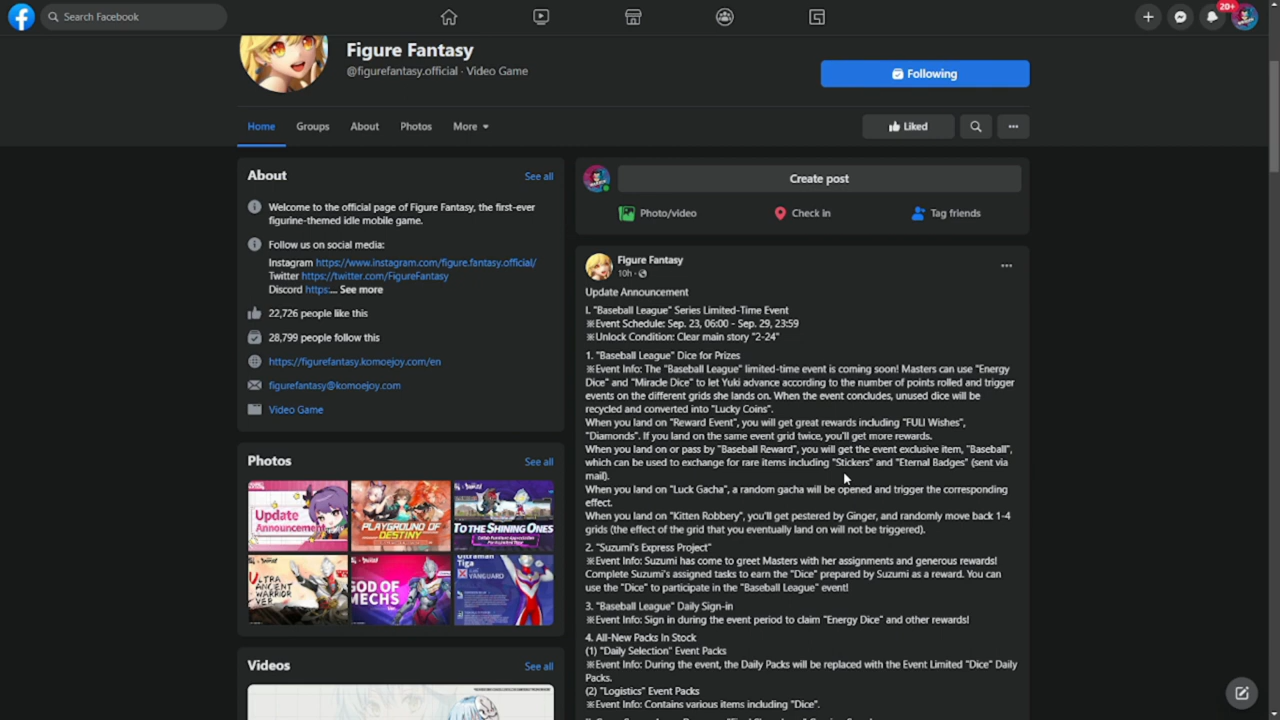 Search Facebook
20+
Figure Fantasy
@figurefantasy.official · Video Game
Following
Home
Groups
About
Photos
More
Liked
About
See all
Welcome to the official page of Figure Fantasy, the first-ever
figurine-themed idle mobile game.
Follow us on social media:
Instagram https://www.instagram.com/figure.fantasy.official/
Twitter https://twitter.com/FigureFantasy
Discord https:... See more
22,726 people like this
28,799 people follow this
https://figurefantasy.komoejoy.com/en
figurefantasy@komoejoy.com
Video Game
Photos
See all
Update
Announcement
PLAYGROUND OF
DESTINY
TO THE SHINING ONES
ULTRA
ANCIENT
WARRIOR
VER
GOD OF
MECHS
Ultraman
Tiga
VANGUARD
Videos
See all
Create post
Photo/video
Check in
Tag friends
Figure Fantasy
10h ·
Update Announcement
I. "Baseball League" Series Limited-Time Event
※Event Schedule: Sep. 23, 06:00 - Sep. 29, 23:59
※Unlock Condition: Clear main story "2-24"
1. "Baseball League" Dice for Prizes
※Event Info: The "Baseball League" limited-time event is coming soon! Masters can use "Energy
Dice" and "Miracle Dice" to let Yuki advance according to the number of points rolled and trigger
events on the different grids she lands on. When the event concludes, unused dice will be
recycled and converted into "Lucky Coins".
When you land on "Reward Event", you will get great rewards including "FULI Wishes",
"Diamonds". If you land on the same event grid twice, you'll get more rewards.
When you land on or pass by "Baseball Reward", you will get the event exclusive item, "Baseball",
which can be used to exchange for rare items including "Stickers" and "Eternal Badges" (sent via
mail).
When you land on "Luck Gacha", a random gacha will be opened and trigger the corresponding
effect.
When you land on "Kitten Robbery", you'll get pestered by Ginger, and randomly move back 1-4
grids (the effect of the grid that you eventually land on will not be triggered).
2. "Suzumi's Express Project"
※Event Info: Suzumi has come to greet Masters with her assignments and generous rewards!
Complete Suzumi's assigned tasks to earn the "Dice" prepared by Suzumi as a reward. You can
use the "Dice" to participate in the "Baseball League" event!
3. "Baseball League" Daily Sign-in
※Event Info: Sign in during the event period to claim "Energy Dice" and other rewards!
4. All-New Packs In Stock
(1) "Daily Selection" Event Packs
※Event Info: During the event, the Daily Packs will be replaced with the Event Limited "Dice" Daily
Packs.
(2) "Logistics" Event Packs
※Event Info: Contains various items including "Dice".